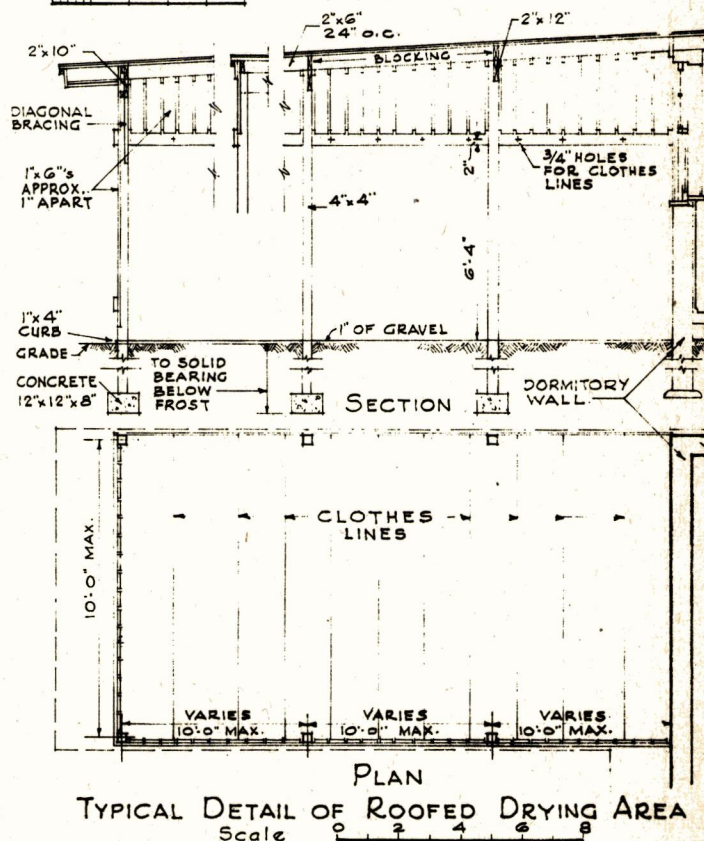 2"x6"
24" o.c.
2"x12"
2"x10"
BLOCKING
DIAGONAL
BRACING
2"
3/4" HOLES
FOR CLOTHES
LINES
1"x6"'s
APPROX.
1" APART
4"x4"
6'-4"
1"x4"
CURB
1" OF GRAVEL
GRADE
TO SOLID
BEARING
BELOW
FROST
CONCRETE
12"x12"x8"
SECTION
DORMITORY
WALL
CLOTHES
LINES
10'-0" MAX.
VARIES
10'-0" MAX.
VARIES
10'-0" MAX.
VARIES
10'-0" MAX.
PLAN
TYPICAL DETAIL OF ROOFED DRYING AREA
Scale 0 2 4 6 8